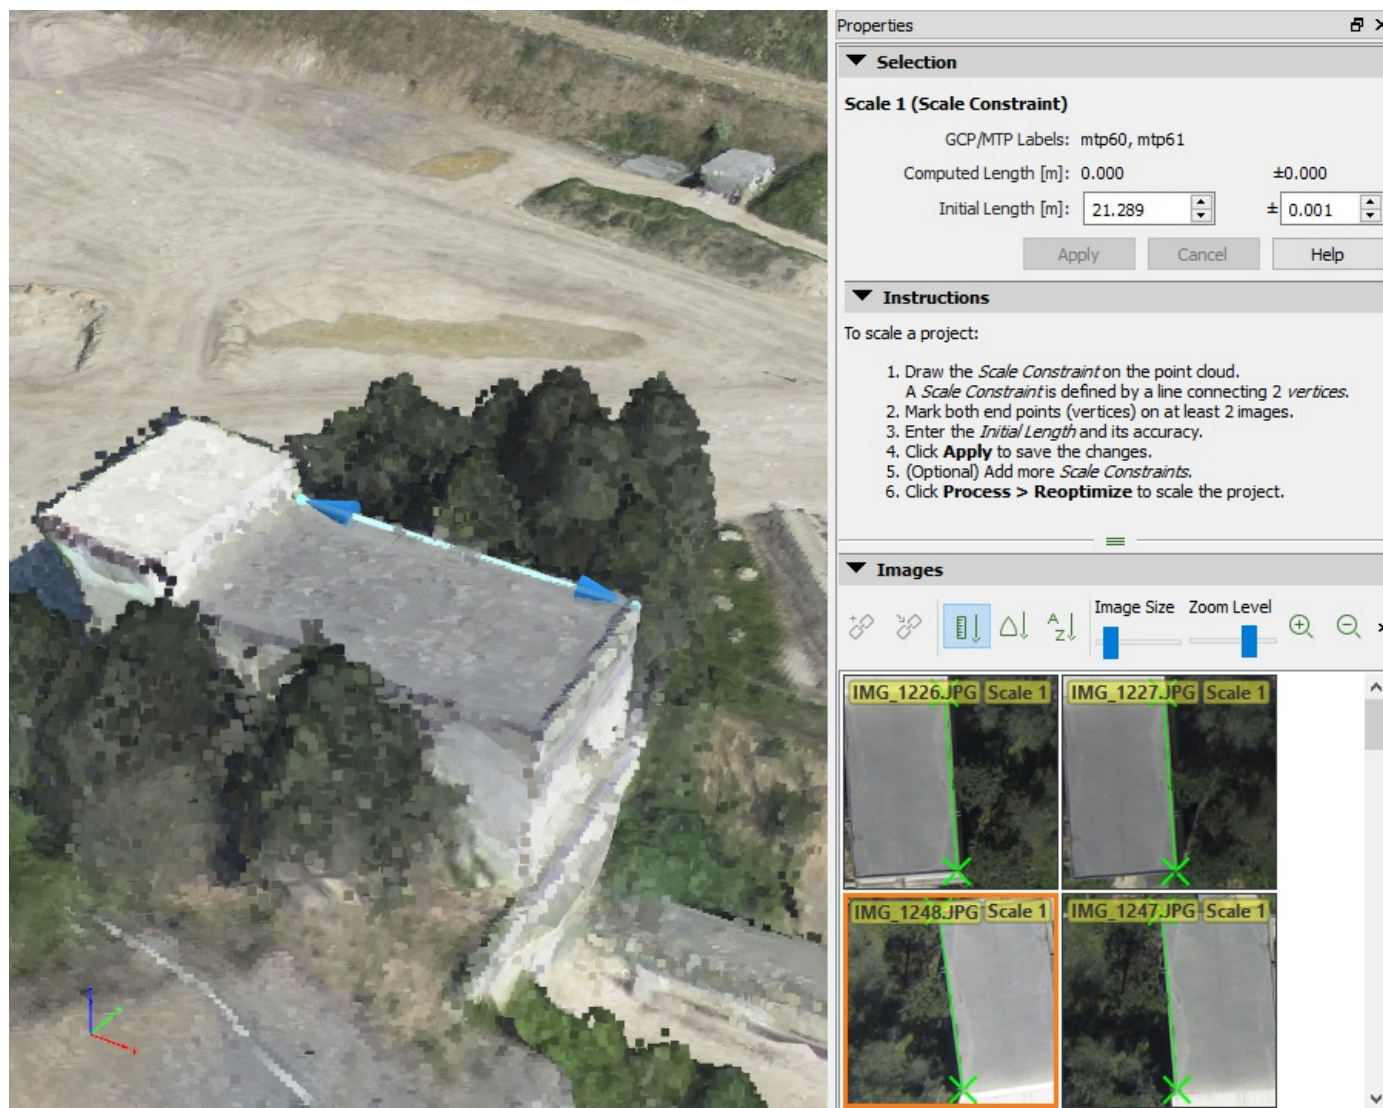 Properties
Selection
Scale 1 (Scale Constraint)
GCP/MTP Labels: mtp60, mtp61
Computed Length [m]: 0.000 ±0.000
Initial Length [m]: 21.289 ± 0.001
Apply Cancel Help
Instructions
To scale a project:
1. Draw the Scale Constraint on the point cloud.
A Scale Constraint is defined by a line connecting 2 vertices.
2. Mark both end points (vertices) on at least 2 images.
3. Enter the Initial Length and its accuracy.
4. Click Apply to save the changes.
5. (Optional) Add more Scale Constraints.
6. Click Process > Reoptimize to scale the project.
Images
Image Size Zoom Level
A
Z
IMG_1226.JPG Scale 1 IMG_1227.JPG Scale 1
IMG_1248.JPG Scale 1 IMG_1247.JPG Scale 1